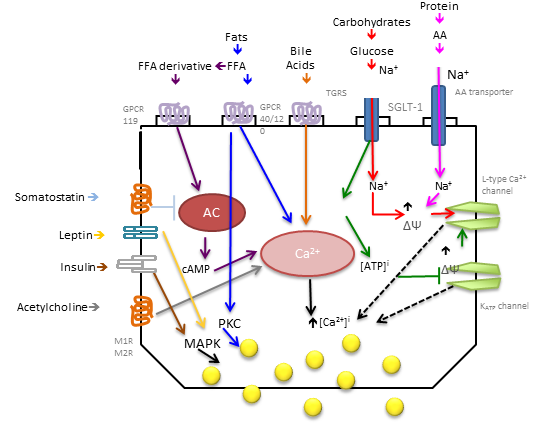 Protein
Carbohydrates
Fats
AA
Bile
Acids
Glucose
FFA derivative
FFA
Na⁺
Na⁺
TGRS
AA transporter
GPCR
119
GPCR
40/12
0
SGLT-1
L-type Ca²⁺
channel
Na⁺
Na⁺
Somatostatin
AC
ΔΨ
Leptin
Ca²⁺
Insulin
cAMP
[ATP]ⁱ
ΔΨ
Acetylcholine
K_ATP channel
PKC
[Ca²⁺]ⁱ
M1R
M2R
MAPK